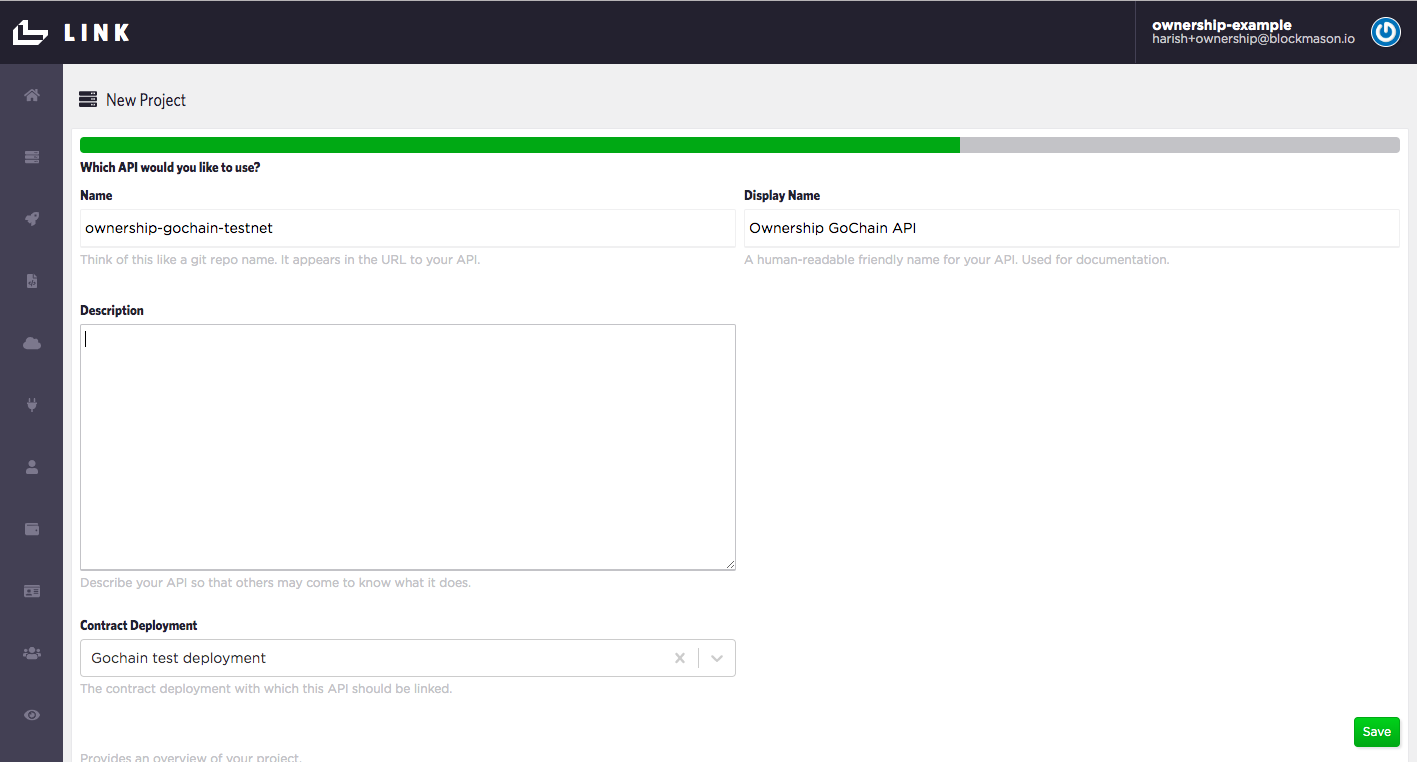 LINK
ownership-example
harish+ownership@blockmason.io
New Project
Which API would you like to use?
Name
Display Name
ownership-gochain-testnet
Ownership GoChain API
Think of this like a git repo name. It appears in the URL to your API.
A human-readable friendly name for your API. Used for documentation.
Description
Describe your API so that others may come to know what it does.
Contract Deployment
Gochain test deployment
The contract deployment with which this API should be linked.
Save
Provides an overview of your project.